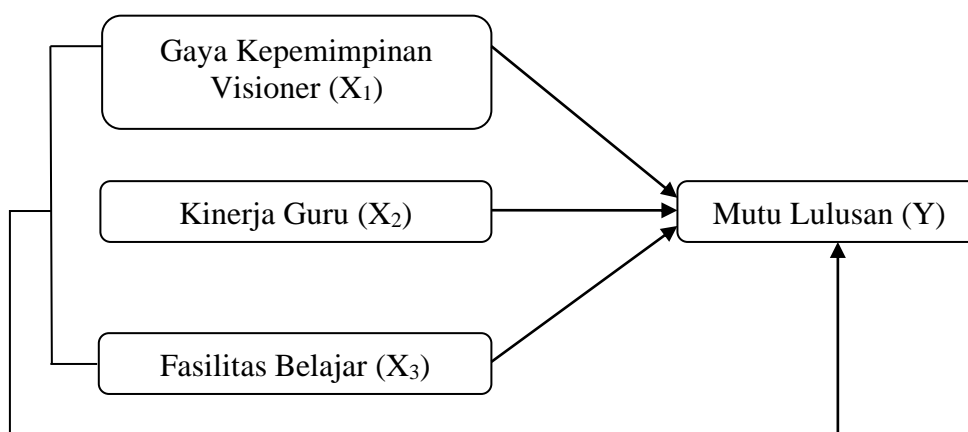 Gaya Kepemimpinan
Visioner (X₁)
Kinerja Guru (X₂)
Mutu Lulusan (Y)
Fasilitas Belajar (X₃)